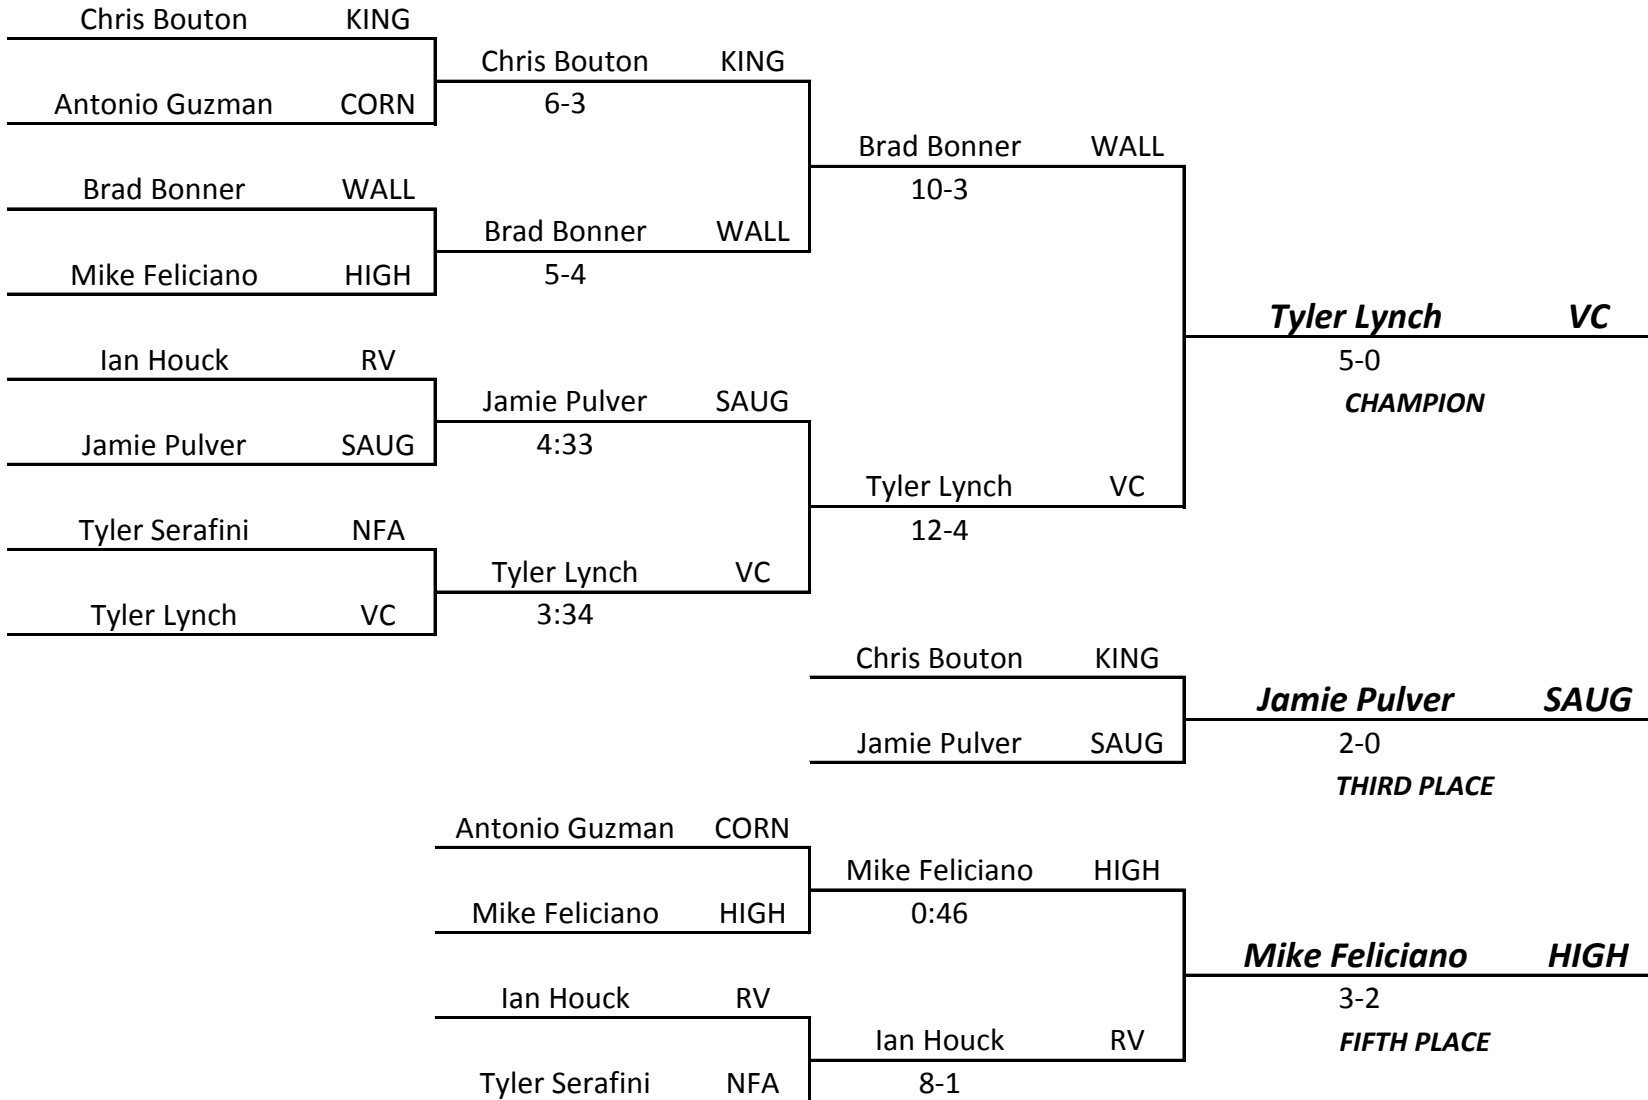 Chris Bouton KING
Chris Bouton KING
Antonio Guzman CORN
6-3
Brad Bonner WALL
Brad Bonner WALL
10-3
Brad Bonner WALL
Mike Feliciano HIGH
5-4
Tyler Lynch VC
Ian Houck RV
5-0
Jamie Pulver SAUG
CHAMPION
Jamie Pulver SAUG
4:33
Tyler Lynch VC
Tyler Serafini NFA
12-4
Tyler Lynch VC
Tyler Lynch VC
3:34
Chris Bouton KING
Jamie Pulver SAUG
Jamie Pulver SAUG
2-0
THIRD PLACE
Antonio Guzman CORN
Mike Feliciano HIGH
Mike Feliciano HIGH
0:46
Mike Feliciano HIGH
Ian Houck RV
3-2
Ian Houck RV
FIFTH PLACE
Tyler Serafini NFA
8-1